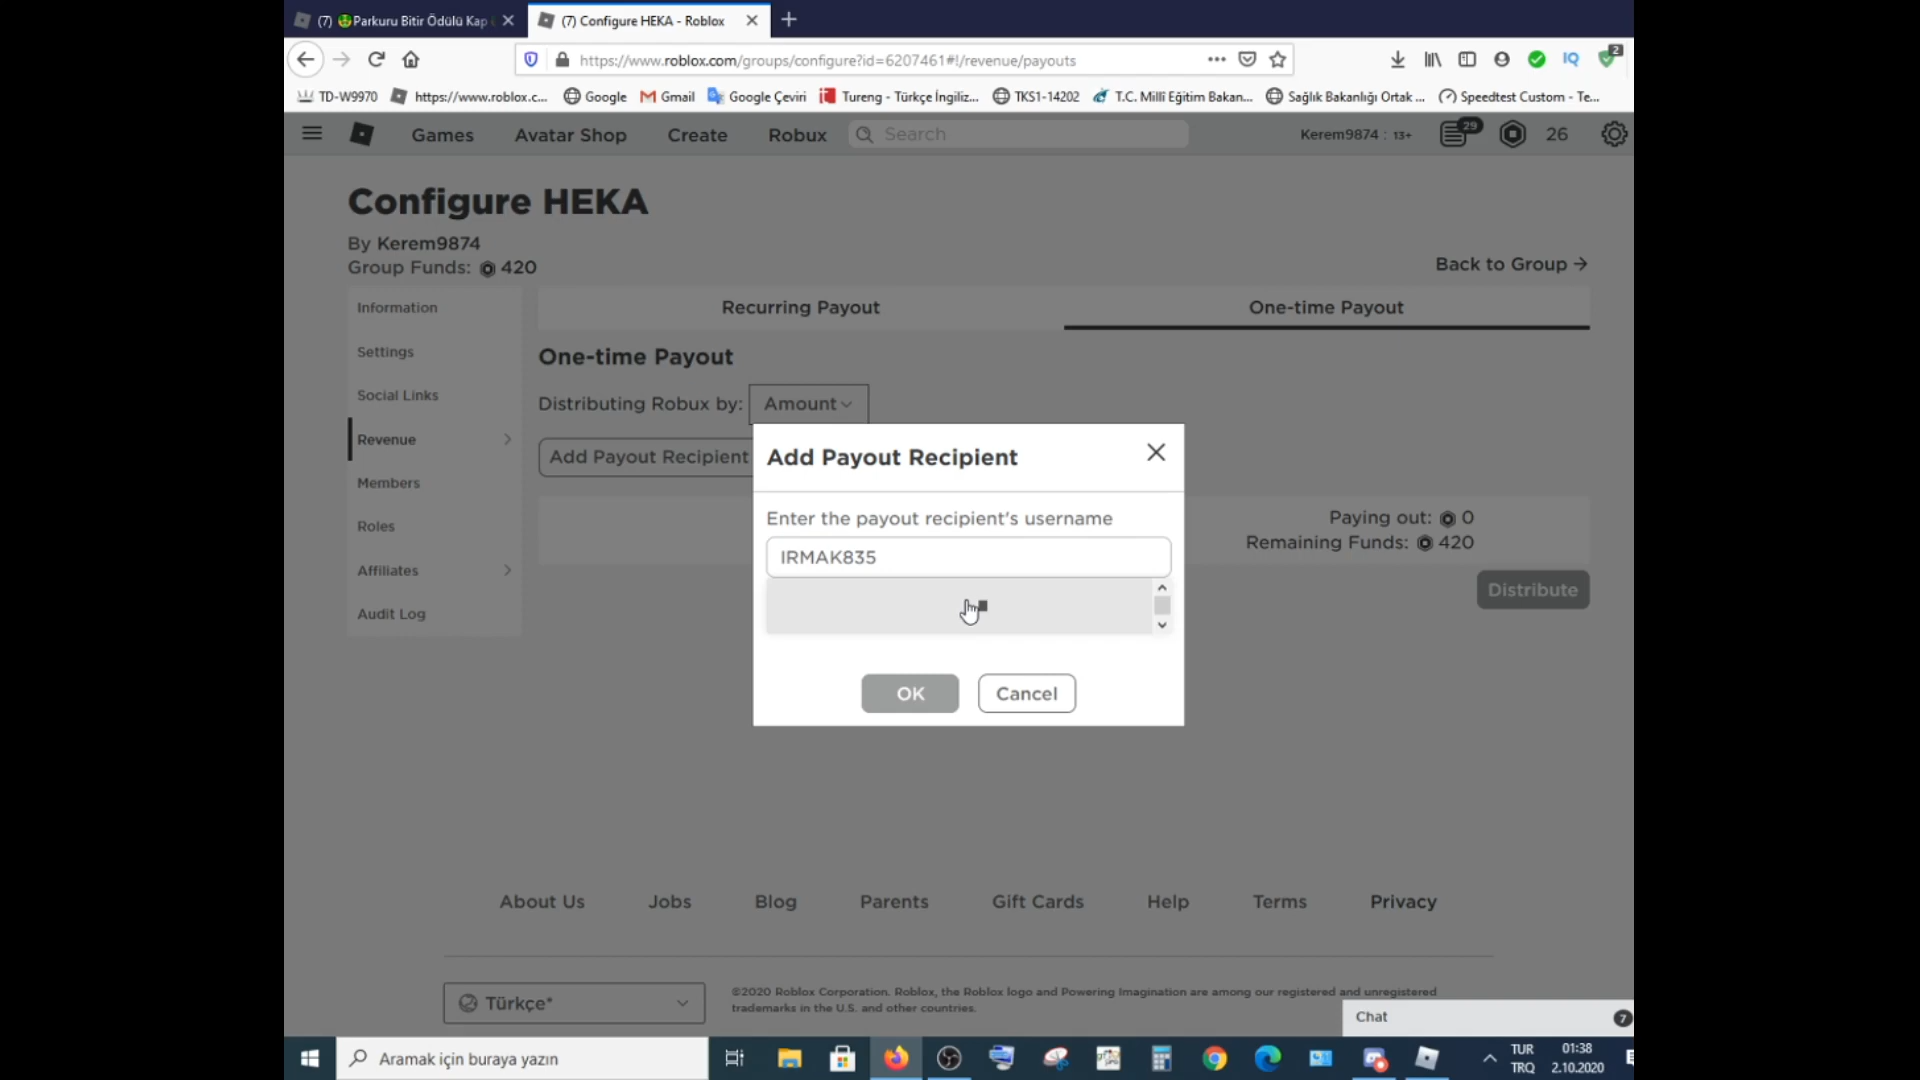 (7) Parkuru Bitir Ödülü Kap
(7) Configure HEKA - Roblox
https://www.roblox.com/groups/configure?id=6207461#!/revenue/payouts
IQ
2
TD-W9970
https://www.roblox.c...
Google
Gmail
Google Çeviri
Tureng - Türkçe İngiliz...
TKS1-14202
T.C. Millî Eğitim Bakan...
Sağlık Bakanlığı Ortak ...
Speedtest Custom - Te...
Games
Avatar Shop
Create
Robux
Search
Kerem9874 : 13+
29
26
Configure HEKA
By Kerem9874
Group Funds: 420
Back to Group
Information
Settings
Social Links
Revenue
Members
Roles
Affiliates
Audit Log
Recurring Payout
One-time Payout
One-time Payout
Distributing Robux by: Amount
Add Payout Recipient
Paying out: 0
Remaining Funds: 420
Distribute
Add Payout Recipient
Enter the payout recipient's username
IRMAK835
OK
Cancel
About Us
Jobs
Blog
Parents
Gift Cards
Help
Terms
Privacy
Türkçe*
©2020 Roblox Corporation. Roblox, the Roblox logo and Powering Imagination are among our registered and unregistered
trademarks in the U.S. and other countries.
Chat
7
Aramak için buraya yazın
TUR
TRQ
01:38
2.10.2020